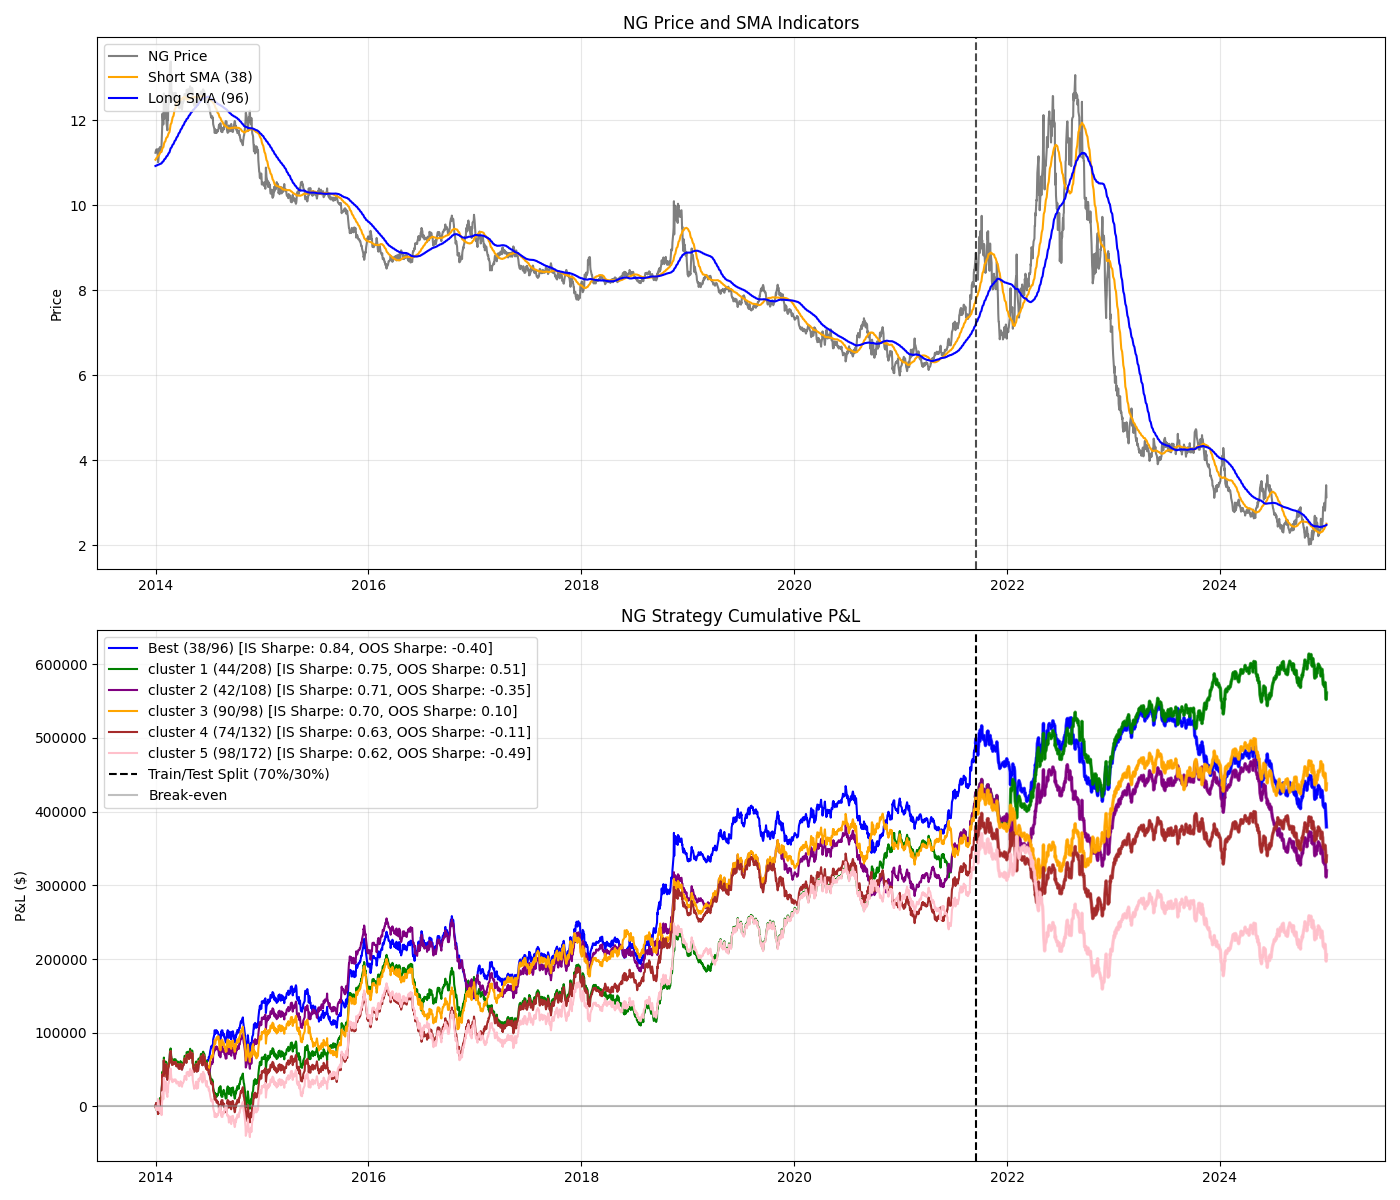 NG Price and SMA Indicators
NG Price
Short SMA (38)
Long SMA (96)
Price
12
10
8
6
4
2
2014 2016 2018 2020 2022 2024
NG Strategy Cumulative P&L
Best (38/96) [IS Sharpe: 0.84, OOS Sharpe: -0.40]
cluster 1 (44/208) [IS Sharpe: 0.75, OOS Sharpe: 0.51]
cluster 2 (42/108) [IS Sharpe: 0.71, OOS Sharpe: -0.35]
cluster 3 (90/98) [IS Sharpe: 0.70, OOS Sharpe: 0.10]
cluster 4 (74/132) [IS Sharpe: 0.63, OOS Sharpe: -0.11]
cluster 5 (98/172) [IS Sharpe: 0.62, OOS Sharpe: -0.49]
Train/Test Split (70%/30%)
Break-even
P&L ($)
600000
500000
400000
300000
200000
100000
0
2014 2016 2018 2020 2022 2024